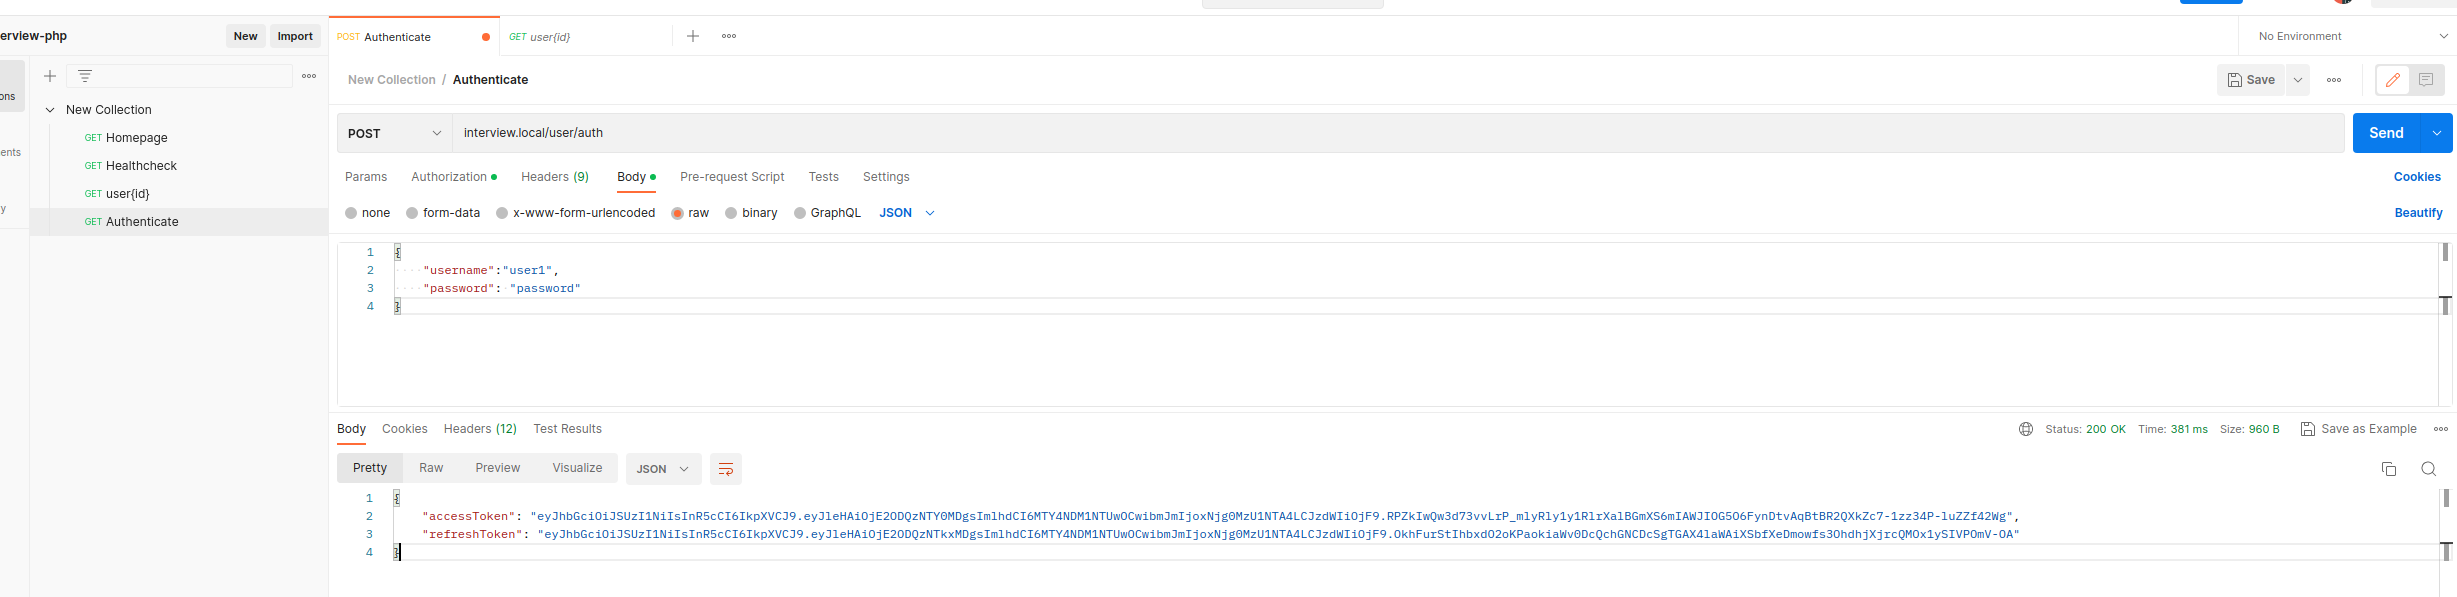 erview-php New Import
POST Authenticate GET user{id} No Environment
New Collection / Authenticate Save
ons
New Collection
GET Homepage
GET Healthcheck
GET user{id}
GET Authenticate
ents
y
POST interview.local/user/auth Send
Params Authorization Headers (9) Body Pre-request Script Tests Settings Cookies
none form-data x-www-form-urlencoded raw binary GraphQL JSON Beautify
1 {
2 "username":"user1",
3 "password": "password"
4 }
Body Cookies Headers (12) Test Results Status: 200 OK Time: 381 ms Size: 960 B Save as Example
Pretty Raw Preview Visualize JSON
1 {
2 "accessToken": "eyJhbGciOiJSUzI1NiIsInR5cCI6IkpXVCJ9.eyJleHAiOjE2ODQzNTY0MDgsImlhdCI6MTY4NDM1NTUwOCwibmJmIjoxNjg0MzU1NTA4LCJzdWIiOjF9.RPZkIwQw3d73vvLrP_mlyRly1y1RlrXalBGmXS6mIAWJIOG5O6FynDtvAqBtBR2QXkZc7-1zz34P-luZZf42Wg",
3 "refreshToken": "eyJhbGciOiJSUzI1NiIsInR5cCI6IkpXVCJ9.eyJleHAiOjE2ODQzNTkxMDgsImlhdCI6MTY4NDM1NTUwOCwibmJmIjoxNjg0MzU1NTA4LCJzdWIiOjF9.OkhFurStIhbxdO2oKPaokiaWv0DcQchGNCDcSgTGAX4laWAiXSbfXeDmowfs3OhdhjXjrcQMOx1ySIVPOmV-OA"
4 }